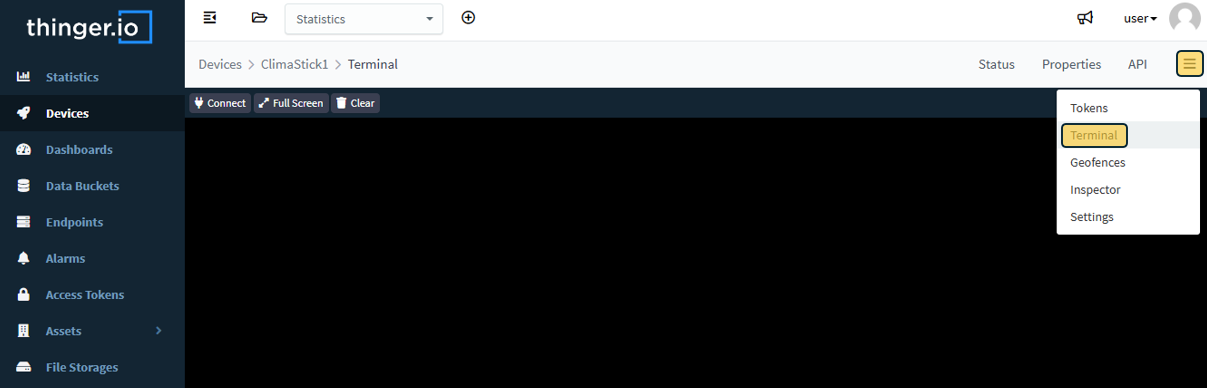 thinger.io
Statistics
user
Statistics
Devices
Dashboards
Data Buckets
Endpoints
Alarms
Access Tokens
Assets
File Storages
Devices > ClimaStick1 > Terminal
Status
Properties
API
Connect
Full Screen
Clear
Tokens
Terminal
Geofences
Inspector
Settings